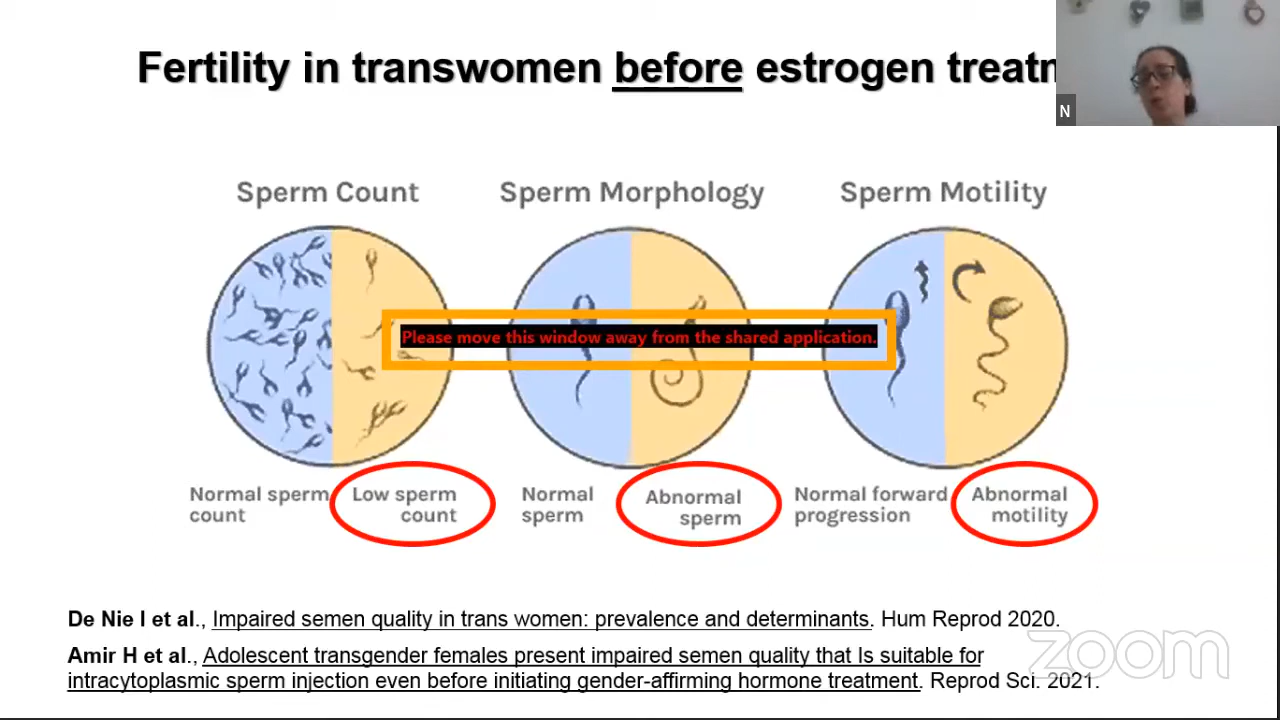 Fertility in transwomen before estrogen treatm
N
Sperm Count
Sperm Morphology
Sperm Motility
Please move this window away from the shared application.
Normal sperm
count
Low sperm
count
Normal
sperm
Abnormal
sperm
Normal forward
progression
Abnormal
motility
De Nie I et al., Impaired semen quality in trans women: prevalence and determinants. Hum Reprod 2020.
Amir H et al., Adolescent transgender females present impaired semen quality that Is suitable for
intracytoplasmic sperm injection even before initiating gender-affirming hormone treatment. Reprod Sci. 2021.
zoom